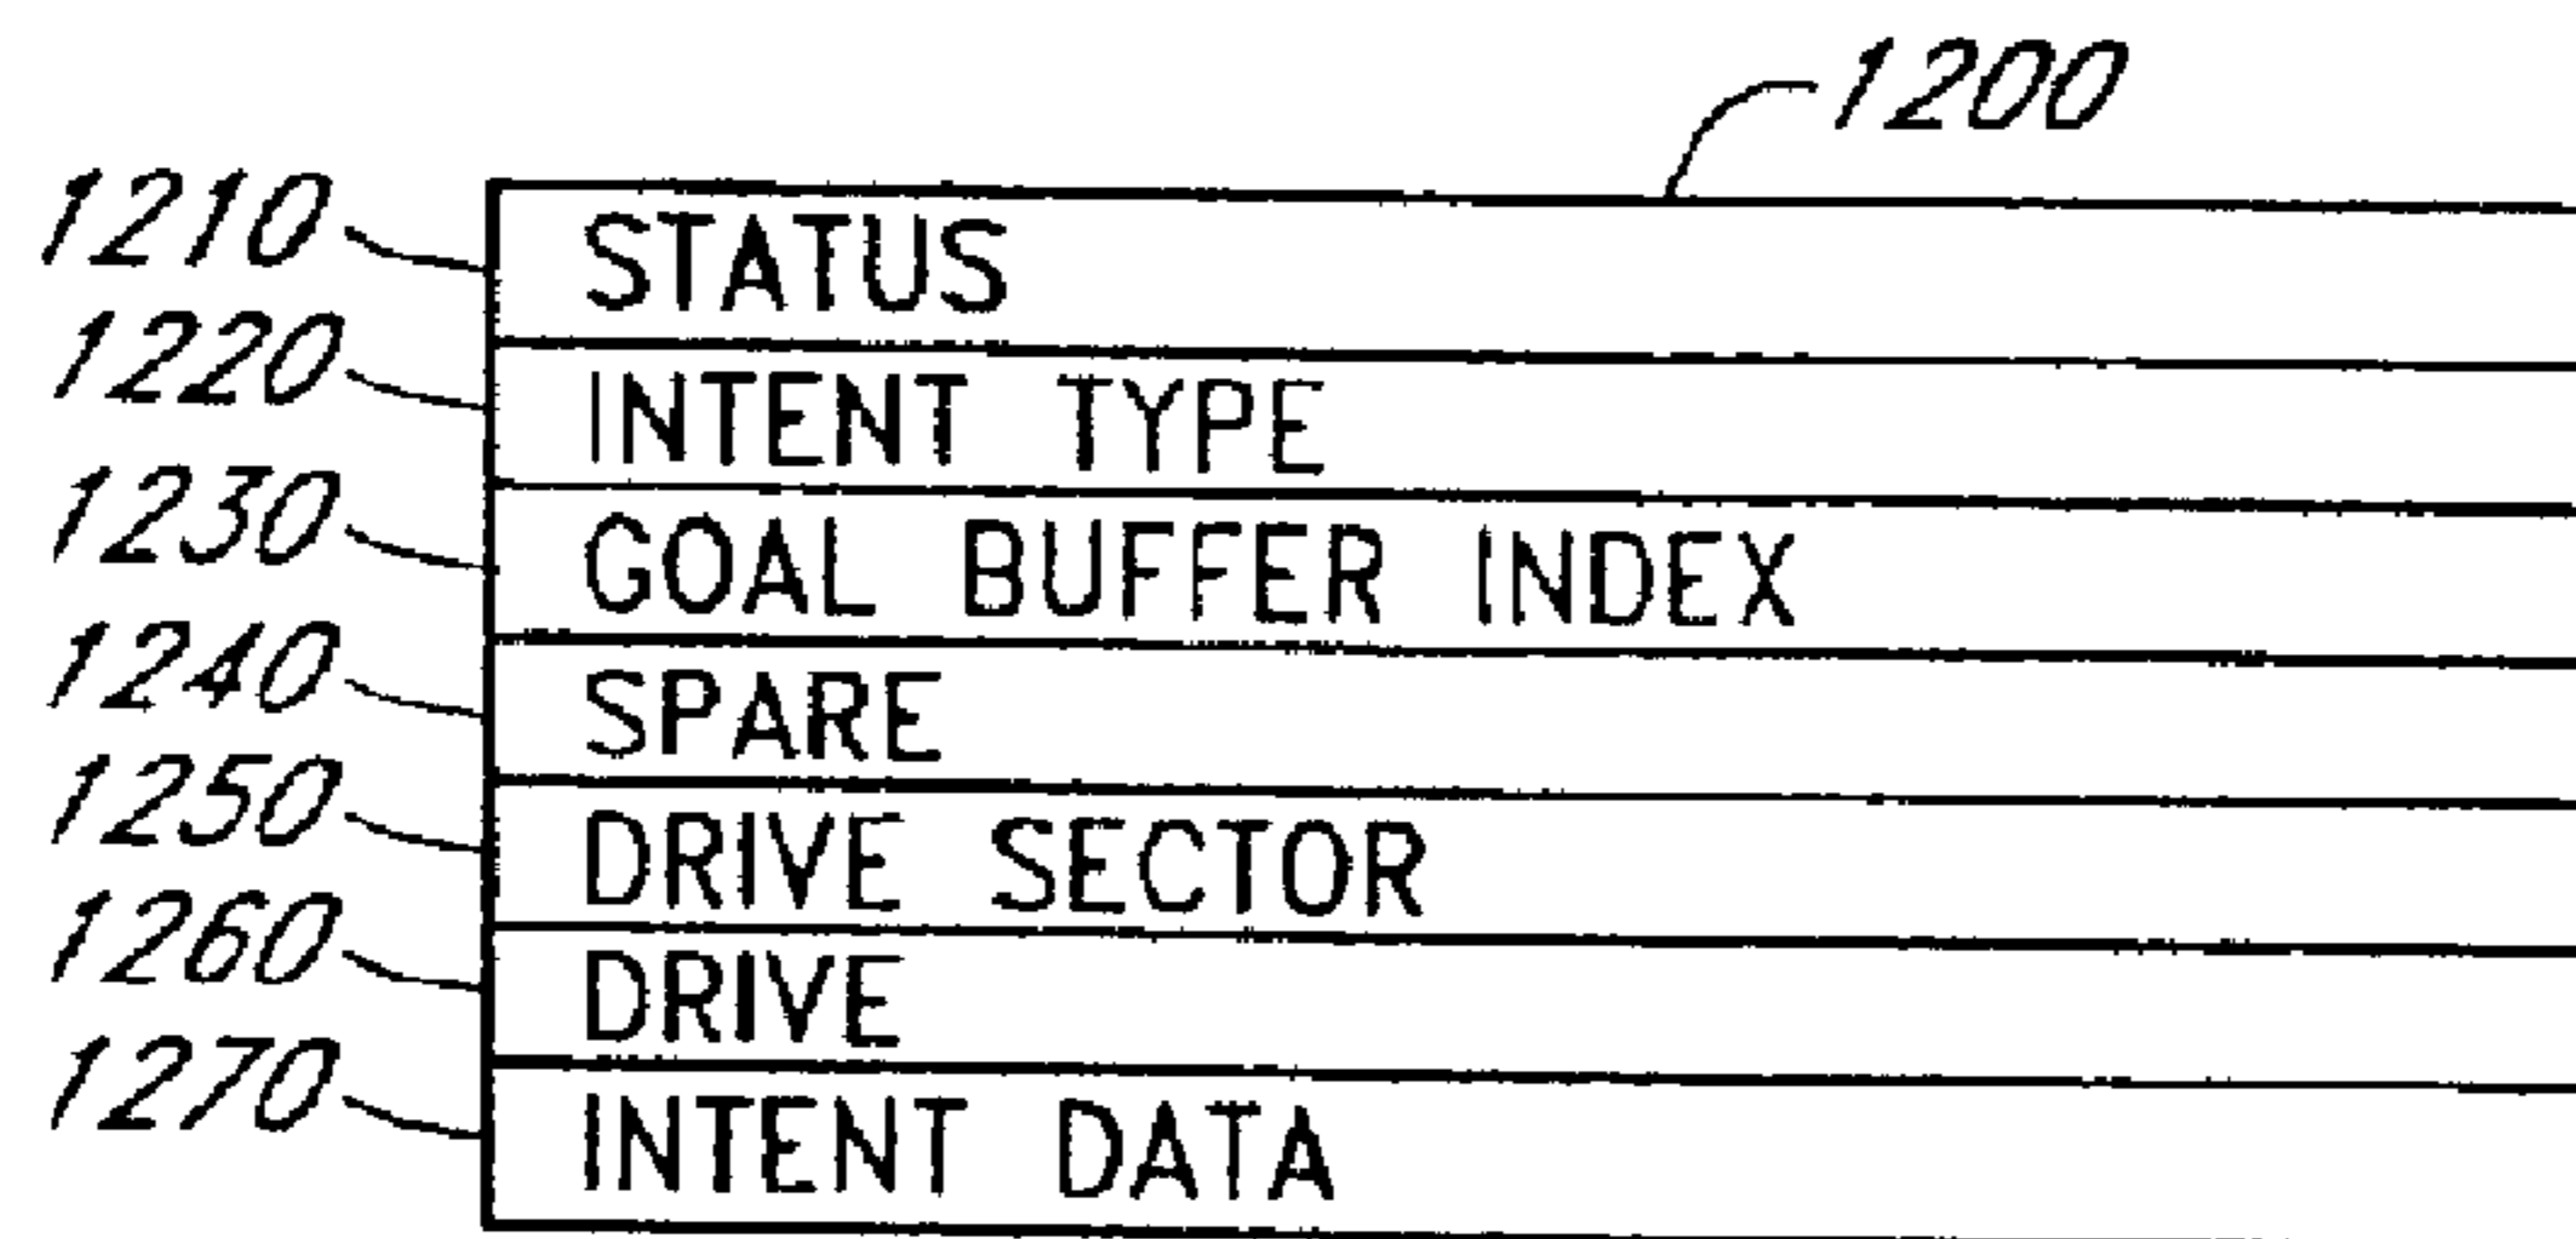 1200
1210 STATUS
1220 INTENT TYPE
1230 GOAL BUFFER INDEX
1240 SPARE
1250 DRIVE SECTOR
1260 DRIVE
1270 INTENT DATA